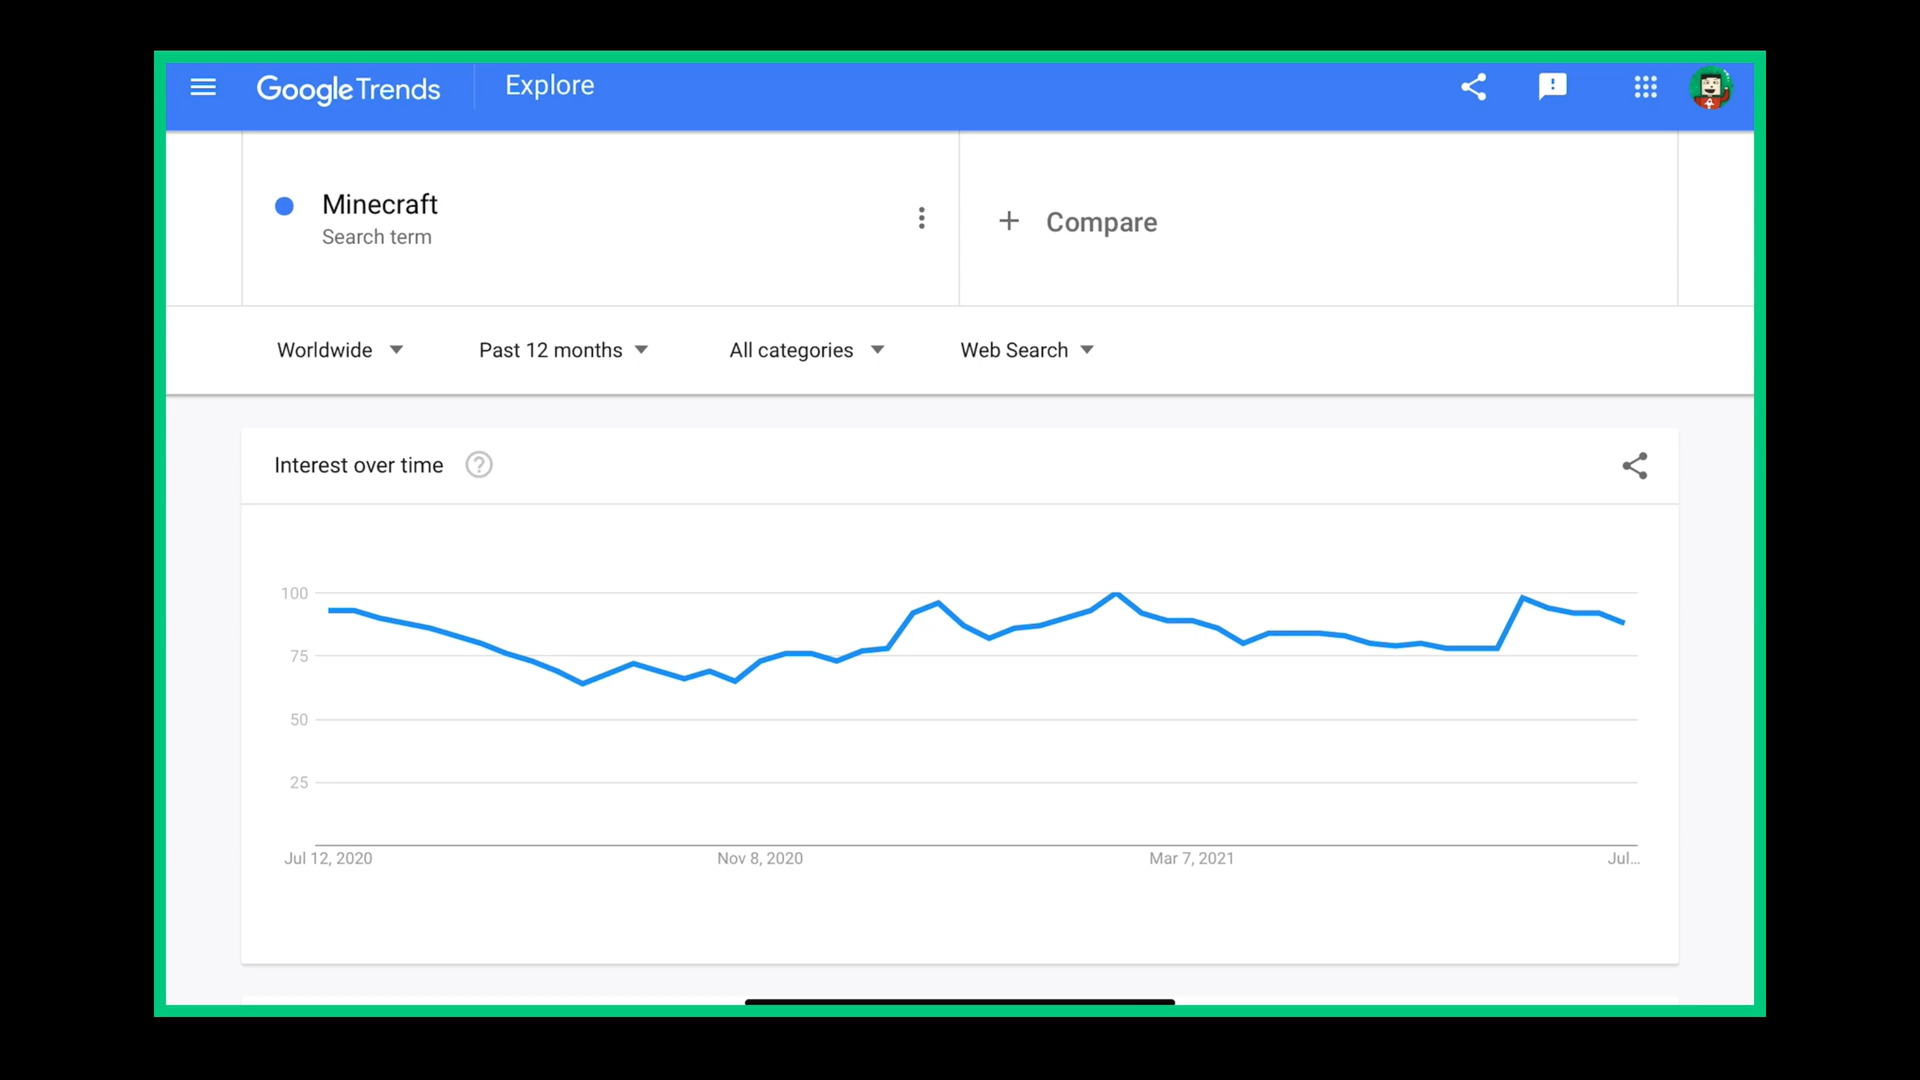 Google Trends Explore
Minecraft
Search term
+ Compare
Worldwide Past 12 months All categories Web Search
Interest over time ?
100
75
50
25
Jul 12, 2020 Nov 8, 2020 Mar 7, 2021 Jul...